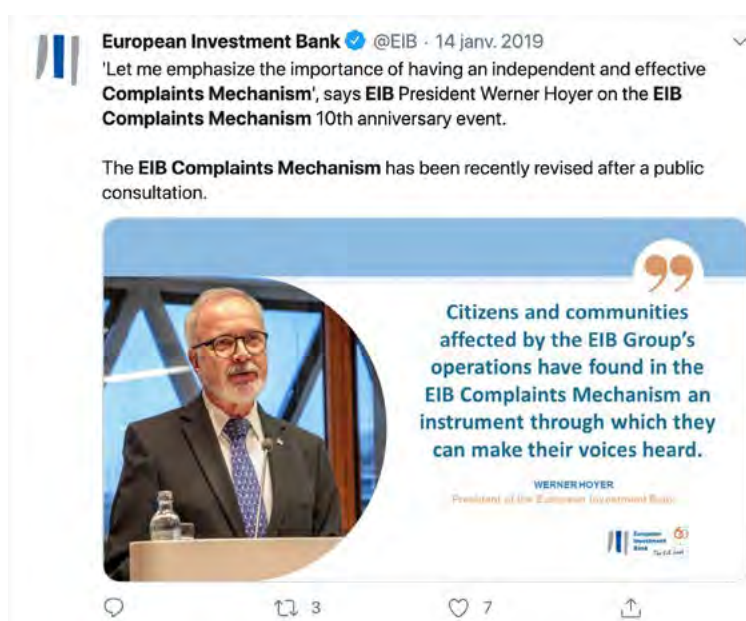 European Investment Bank @EIB · 14 janv. 2019
'Let me emphasize the importance of having an independent and effective
Complaints Mechanism', says EIB President Werner Hoyer on the EIB
Complaints Mechanism 10th anniversary event.
The EIB Complaints Mechanism has been recently revised after a public
consultation.
”
Citizens and communities
affected by the EIB Group's
operations have found in the
EIB Complaints Mechanism an
instrument through which they
can make their voices heard.
WERNER HOYER
President of the European Investment Bank
European
Investment
Bank The EU bank
60
3 7